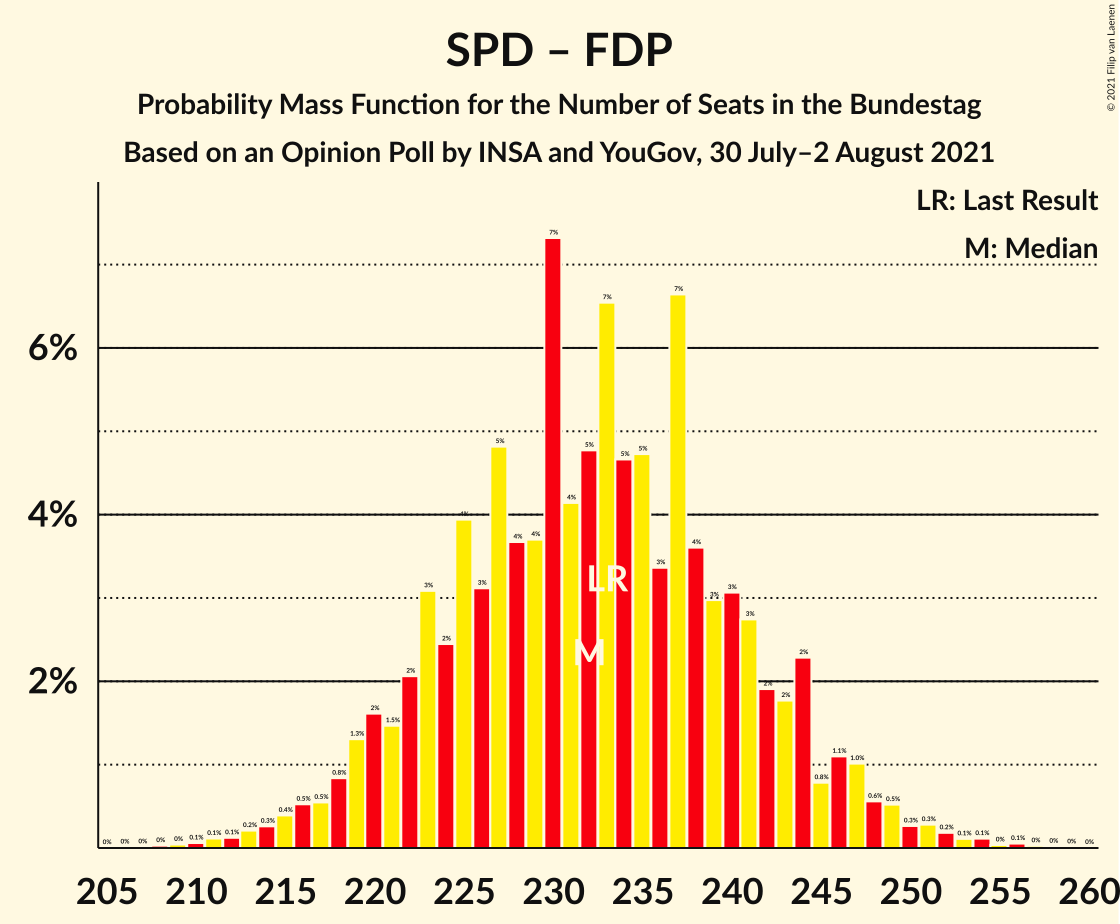 SPD – FDP
Probability Mass Function for the Number of Seats in the Bundestag
Based on an Opinion Poll by INSA and YouGov, 30 July–2 August 2021
© 2021 Filip van Laenen
LR: Last Result
M: Median
6%
4%
2%
0% 0% 0% 0% 0% 0.1% 0.1% 0.1% 0.2% 0.3% 0.4% 0.5% 0.5% 0.8% 1.3% 2% 1.5% 2% 3% 2% 4% 3% 5% 4% 4% 7% 4% 5% 7% 5% 5% 3% 7% 4% 3% 3% 3% 2% 2% 2% 0.8% 1.1% 1.0% 0.6% 0.5% 0.3% 0.3% 0.2% 0.1% 0.1% 0% 0.1% 0% 0% 0% 0%
LR
M
205 210 215 220 225 230 235 240 245 250 255 260